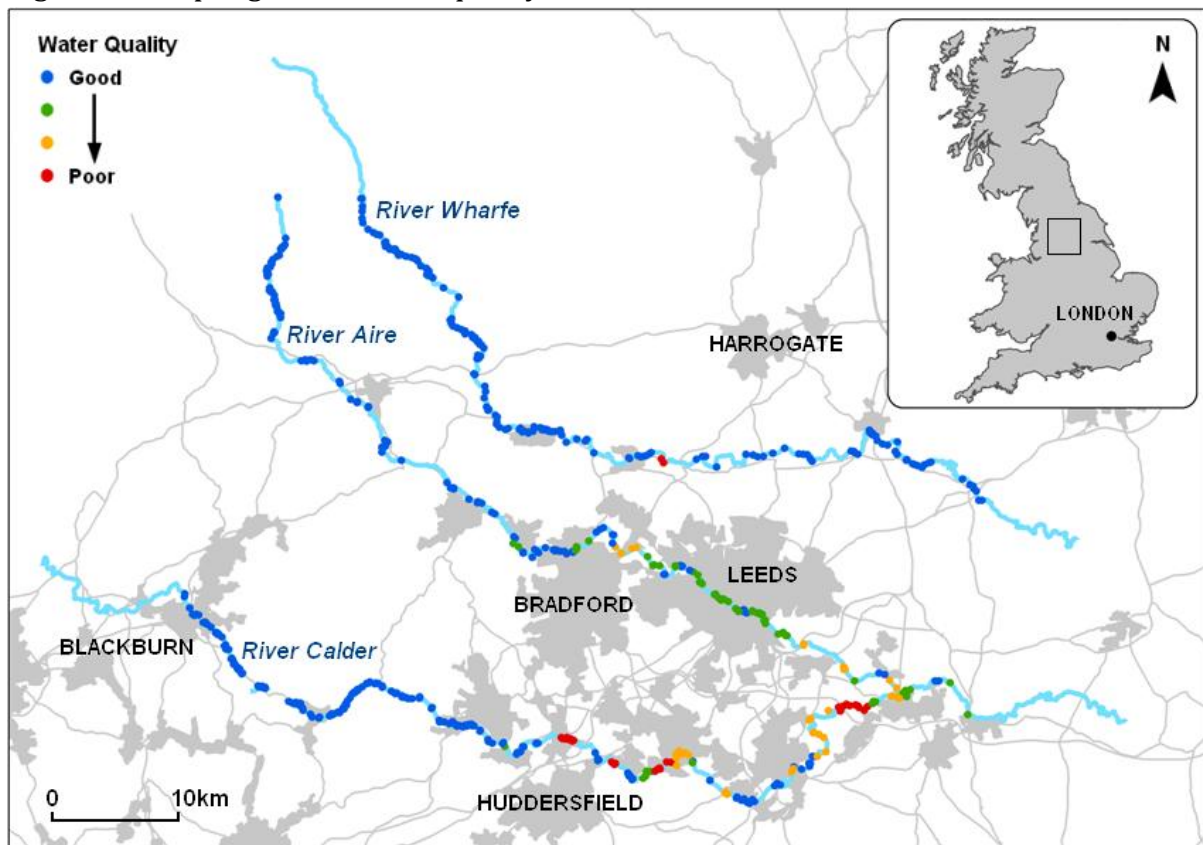 Water Quality
Good
Poor
N
River Wharfe
LONDON
River Aire
HARROGATE
LEEDS
BRADFORD
BLACKBURN
River Calder
0 10km
HUDDERSFIELD